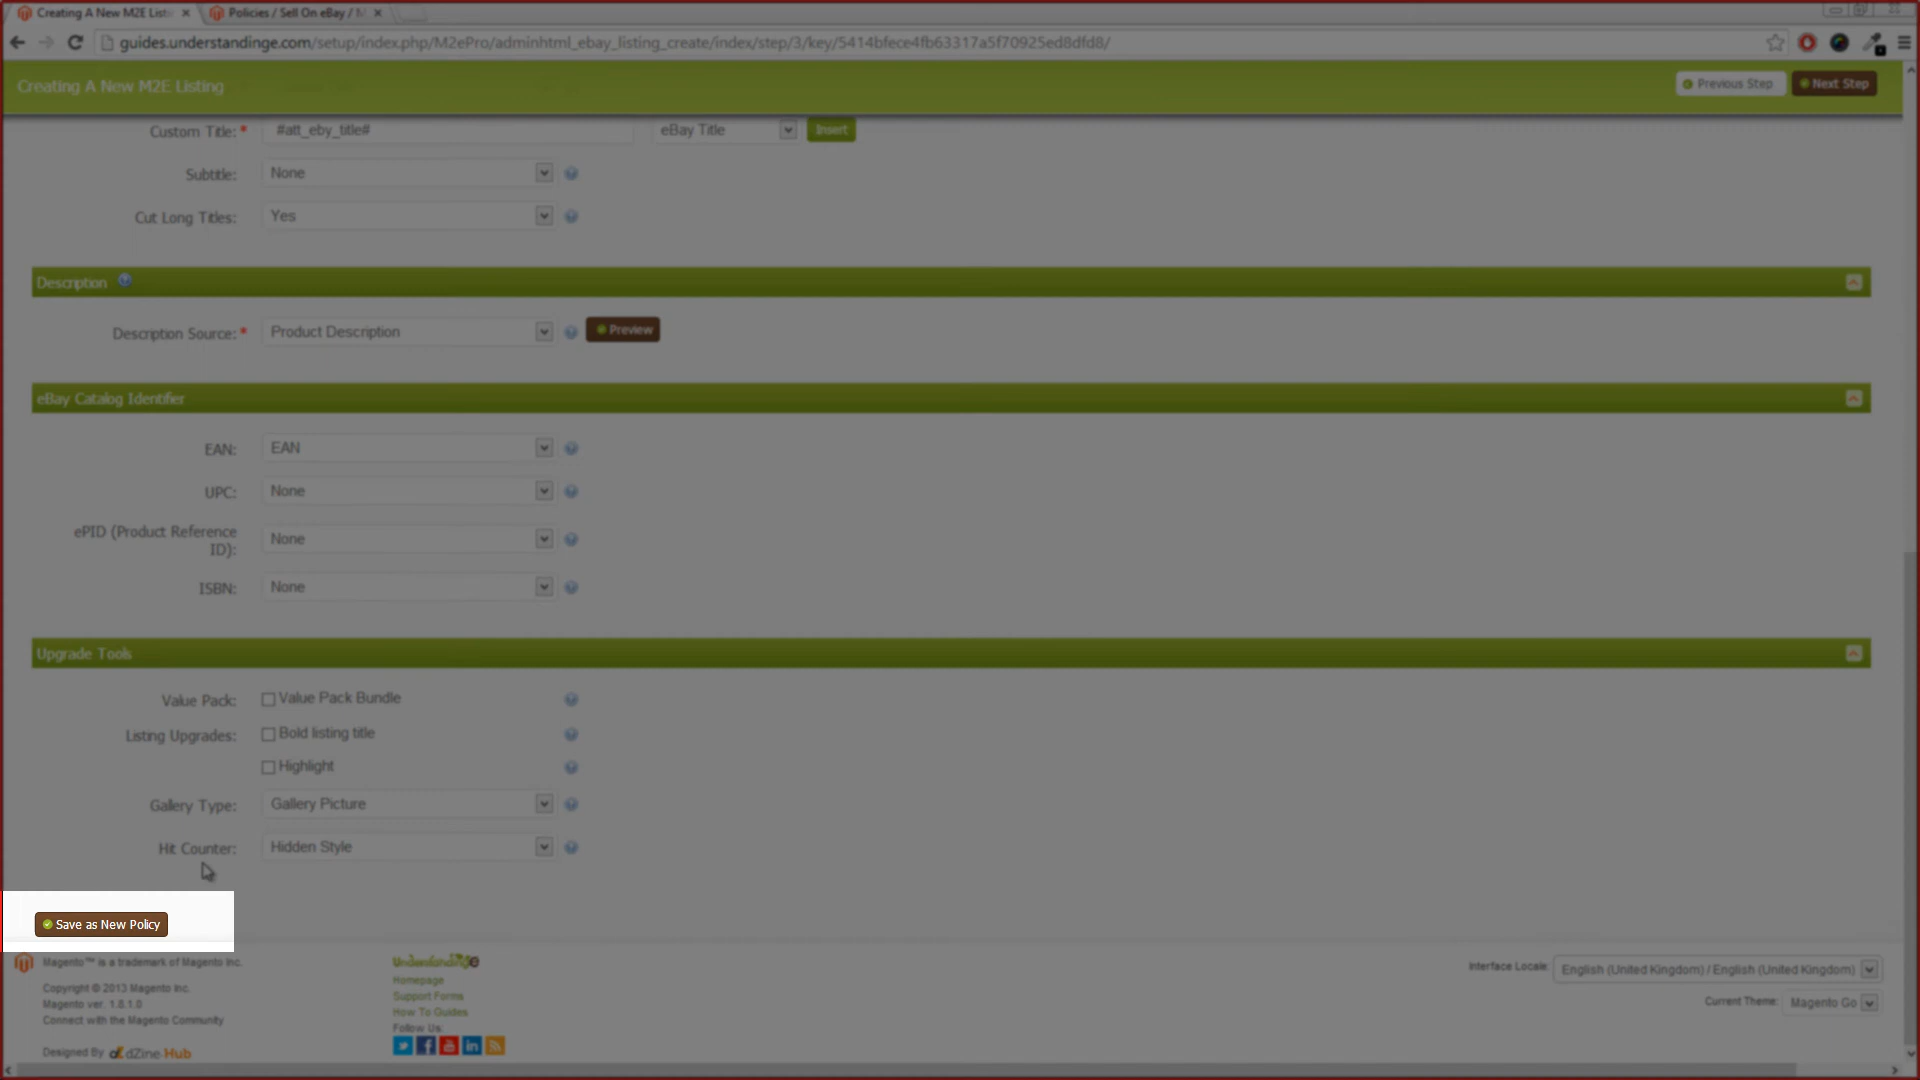 Creating A New M2E Listi
Policies / Sell On eBay / M
guides.understandinge.com/setup/index.php/M2ePro/adminhtml_ebay_listing_create/index/step/3/key/5414bfece4fb63317a5f70925ed8dfd8/
Creating A New M2E Listing
Previous Step
Next Step
Custom Title: * #att_eby_title# eBay Title Insert
Subtitle: None
Cut Long Titles: Yes
Description
Description Source: * Product Description Preview
eBay Catalog Identifier
EAN: EAN
UPC: None
ePID (Product Reference
ID): None
ISBN: None
Upgrade Tools
Value Pack: Value Pack Bundle
Listing Upgrades: Bold listing title
Highlight
Gallery Type: Gallery Picture
Hit Counter: Hidden Style
Save as New Policy
Magento™ is a trademark of Magento Inc.
Copyright © 2013 Magento Inc.
Magento ver. 1.8.1.0
Connect with the Magento Community
Designed By dZine-Hub
Understandinge
Homepage
Support Forms
How To Guides
Follow Us:
Interface Locale: English (United Kingdom) / English (United Kingdom)
Current Theme: Magento Go